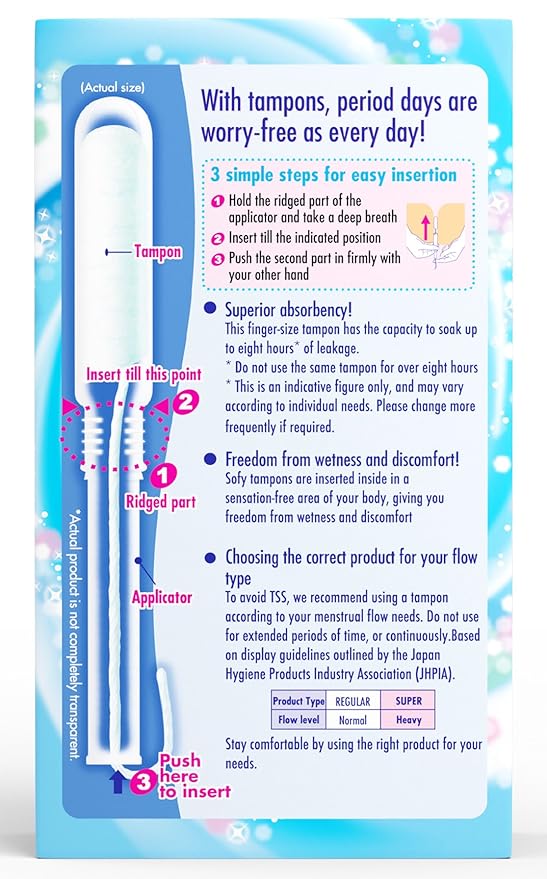 (Actual size)
Tampon
Insert till this point
2
1
Ridged part
Applicator
*Actual product is not completely transparent.
3 Push
here
to insert
With tampons, period days are
worry-free as every day!
3 simple steps for easy insertion
1 Hold the ridged part of the
applicator and take a deep breath
2 Insert till the indicated position
3 Push the second part in firmly with
your other hand
● Superior absorbency!
This finger-size tampon has the capacity to soak up
to eight hours* of leakage.
* Do not use the same tampon for over eight hours
* This is an indicative figure only, and may vary
according to individual needs. Please change more
frequently if required.
● Freedom from wetness and discomfort!
Sofy tampons are inserted inside in a
sensation-free area of your body, giving you
freedom from wetness and discomfort
● Choosing the correct product for your flow
type
To avoid TSS, we recommend using a tampon
according to your menstrual flow needs. Do not use
for extended periods of time, or continuously.Based
on display guidelines outlined by the Japan
Hygiene Products Industry Association (JHPIA).
Product Type REGULAR SUPER
Flow level Normal Heavy
Stay comfortable by using the right product for your
needs.